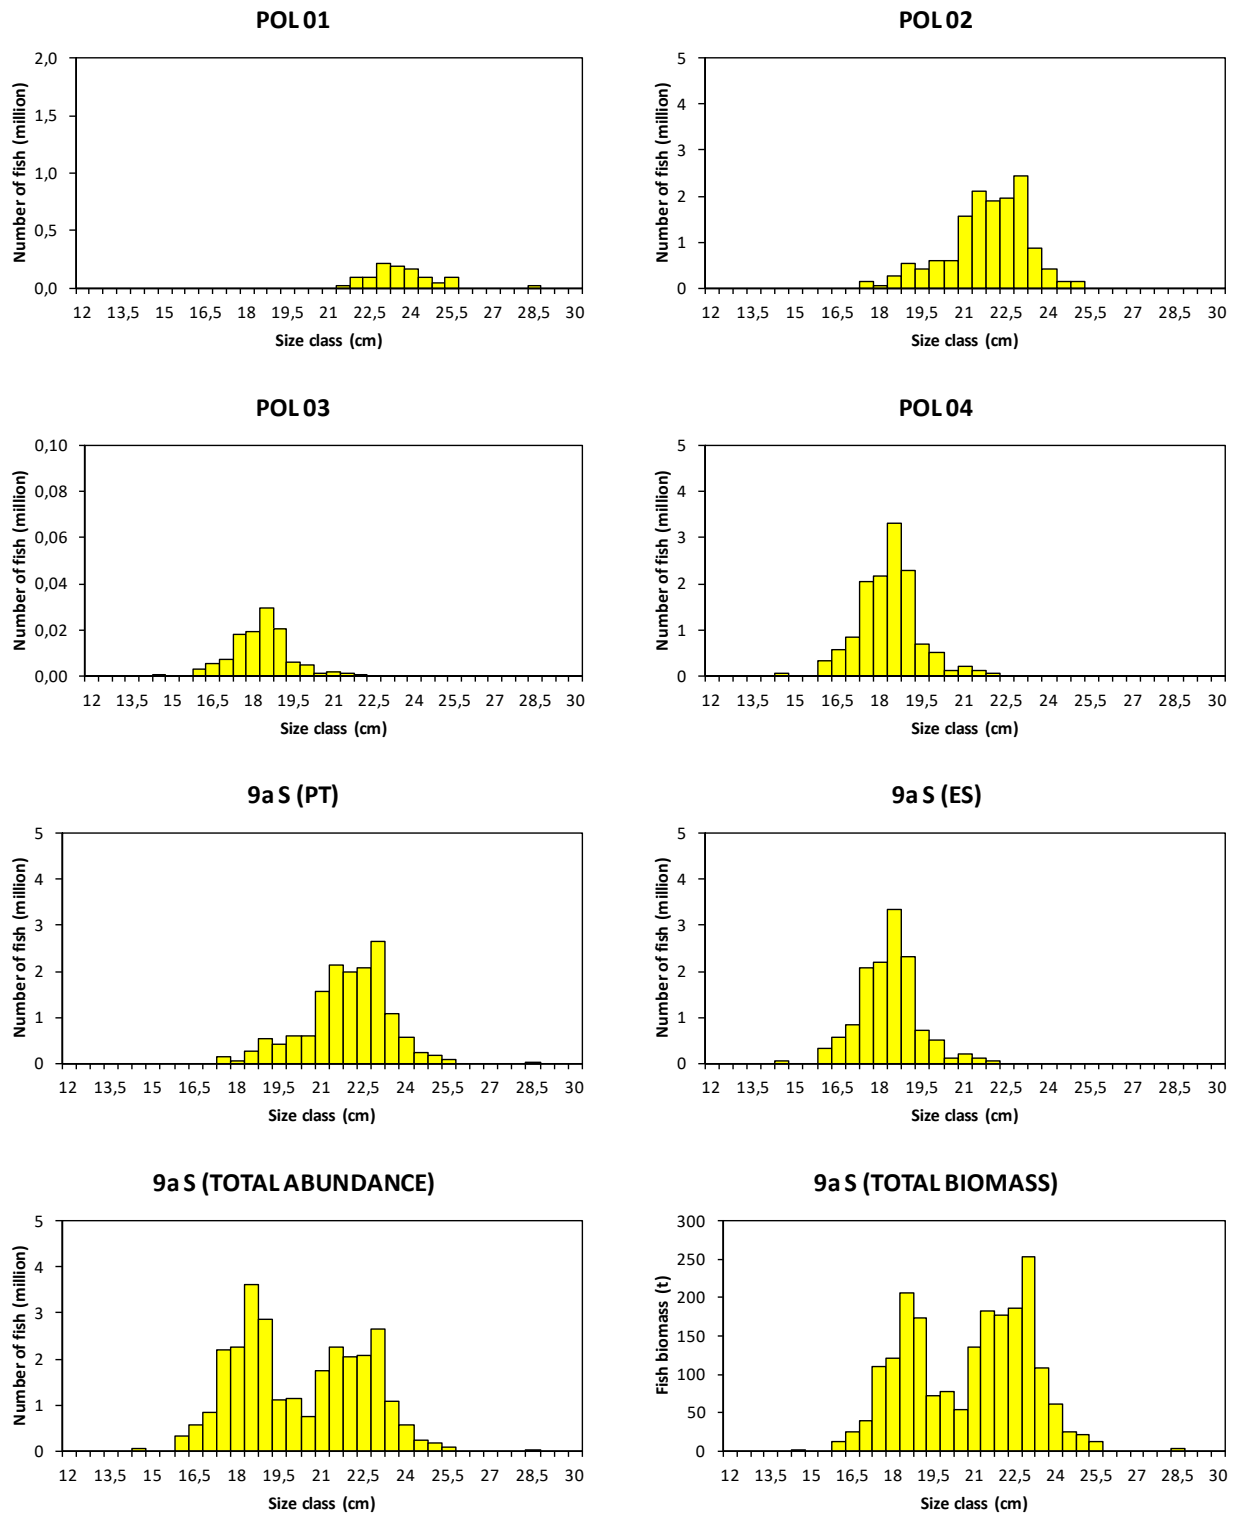 POL 01
Number of fish (million)
2,0
1,5
1,0
0,5
0,0
12 13,5 15 16,5 18 19,5 21 22,5 24 25,5 27 28,5 30
Size class (cm)
POL 02
Number of fish (million)
5
4
3
2
1
0
12 13,5 15 16,5 18 19,5 21 22,5 24 25,5 27 28,5 30
Size class (cm)
POL 03
Number of fish (million)
0,10
0,08
0,06
0,04
0,02
0,00
12 13,5 15 16,5 18 19,5 21 22,5 24 25,5 27 28,5 30
Size class (cm)
POL 04
Number of fish (million)
5
4
3
2
1
0
12 13,5 15 16,5 18 19,5 21 22,5 24 25,5 27 28,5 30
Size class (cm)
9a S (PT)
Number of fish (million)
5
4
3
2
1
0
12 13,5 15 16,5 18 19,5 21 22,5 24 25,5 27 28,5 30
Size class (cm)
9a S (ES)
Number of fish (million)
5
4
3
2
1
0
12 13,5 15 16,5 18 19,5 21 22,5 24 25,5 27 28,5 30
Size class (cm)
9a S (TOTAL ABUNDANCE)
Number of fish (million)
5
4
3
2
1
0
12 13,5 15 16,5 18 19,5 21 22,5 24 25,5 27 28,5 30
Size class (cm)
9a S (TOTAL BIOMASS)
Fish biomass (t)
300
250
200
150
100
50
0
12 13,5 15 16,5 18 19,5 21 22,5 24 25,5 27 28,5 30
Size class (cm)